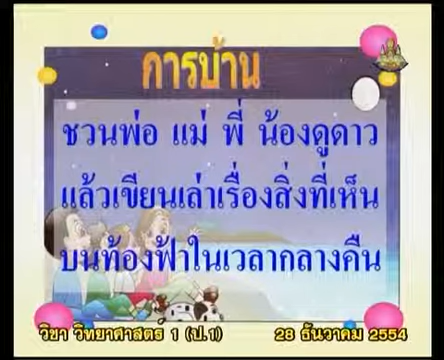 การบ้าน
ชวนพ่อ แม่ พี่ น้องดูดาว
แล้วเขียนเล่าเรื่องสิ่งที่เห็น
บนท้องฟ้าในเวลากลางคืน
วิชา วิทยาศาสตร์ 1 (ป.1) 28 ธันวาคม 2554